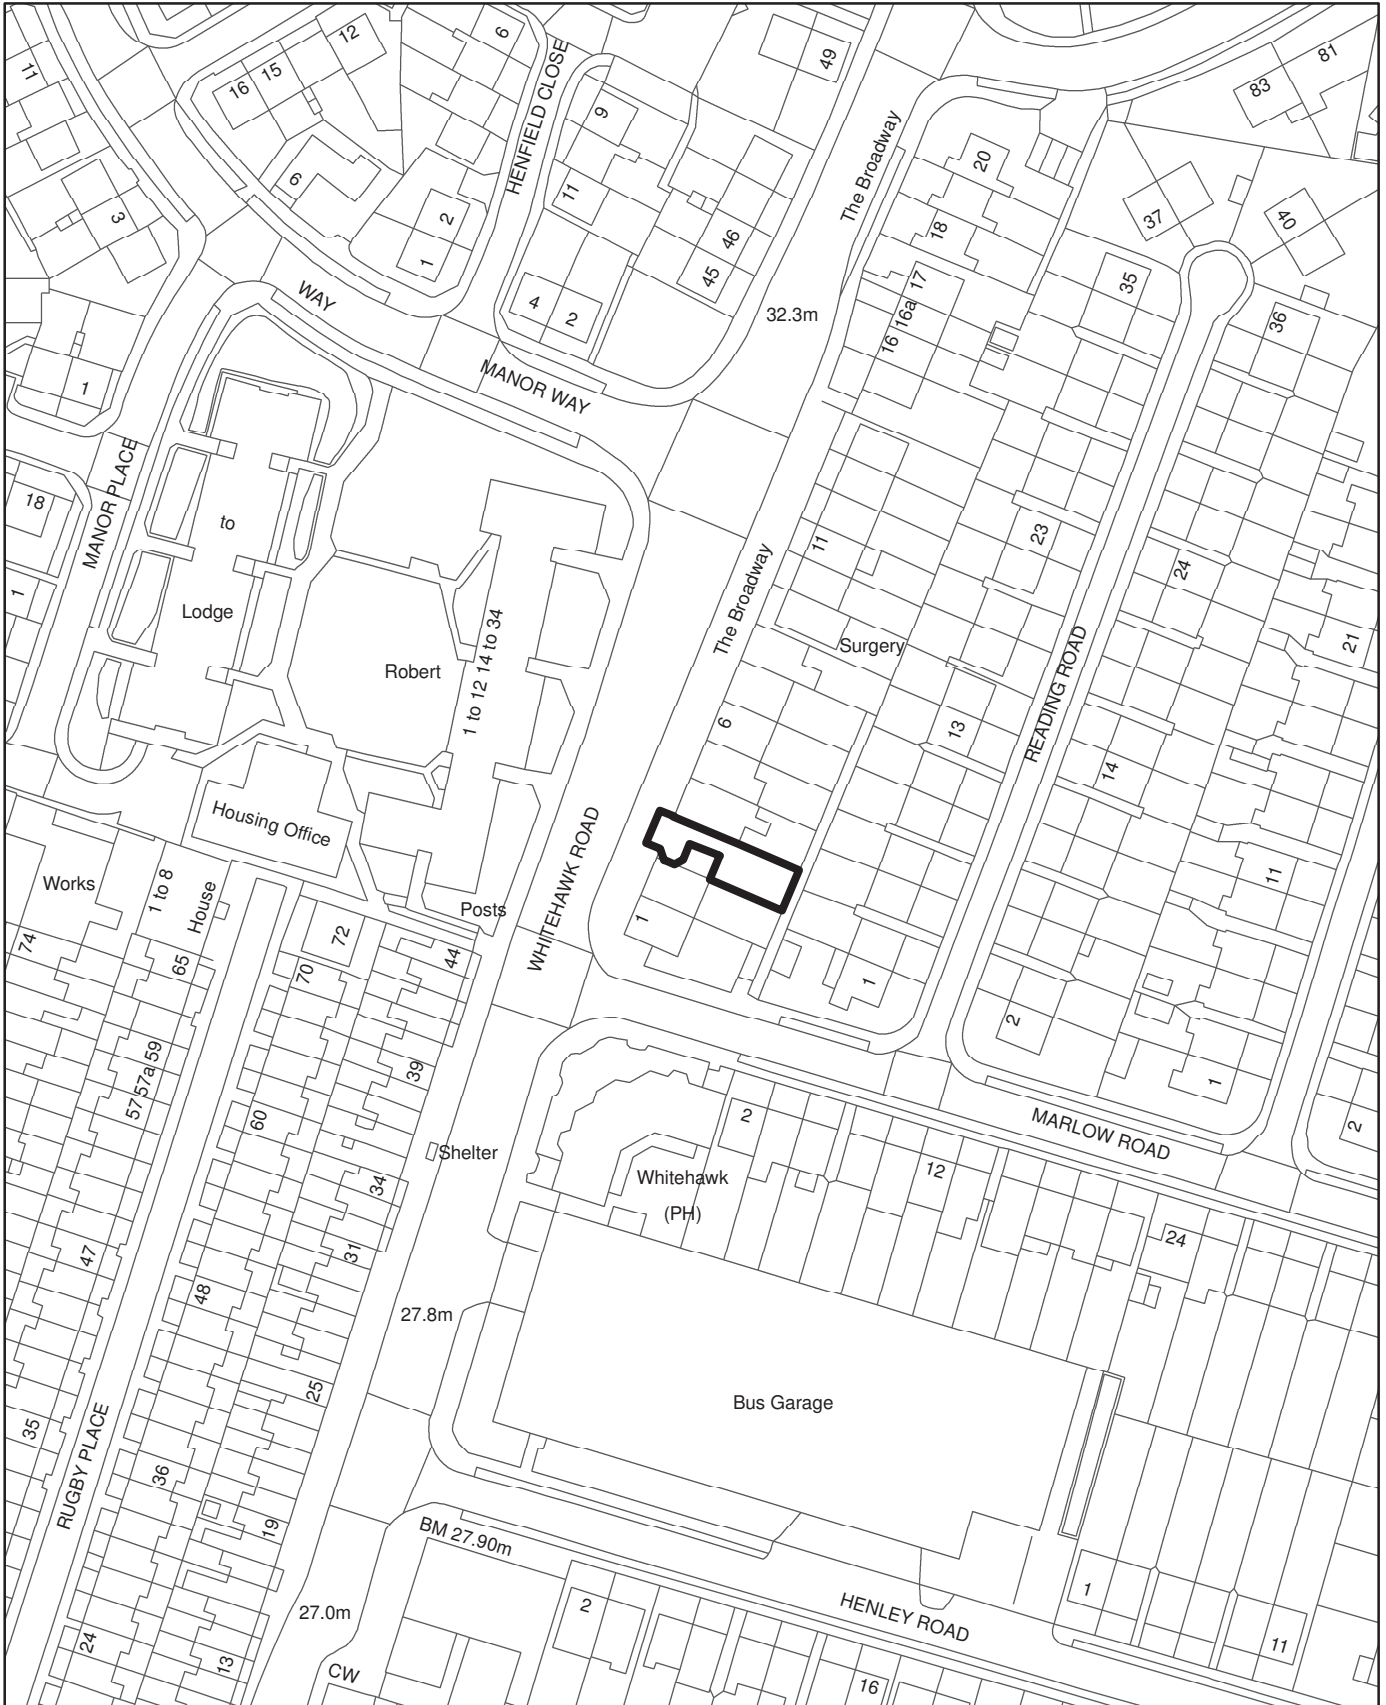 11
16
15
12
6
HENFIELD CLOSE
49
81
83
9
The Broadway
20
3
6
11
2
46
18
37
40
1
45
17
35
WAY
4
2
32.3m
16a
16
36
1
MANOR WAY
MANOR PLACE
18
to
11
23
24
1
Lodge
The Broadway
Surgery
21
Robert
1 to 12 14 to 34
READING ROAD
6
13
14
Housing Office
WHITEHAWK ROAD
Works
1 to 8
House
Posts
1
11
74
65
72
70
44
1
2
59
57a
57
39
60
1
2
2
MARLOW ROAD
Shelter
34
Whitehawk
(PH)
12
47
48
31
24
27.8m
25
Bus Garage
35
RUGBY PLACE
36
19
BM 27.90m
HENLEY ROAD
27.0m
2
1
11
24
13
CW
16